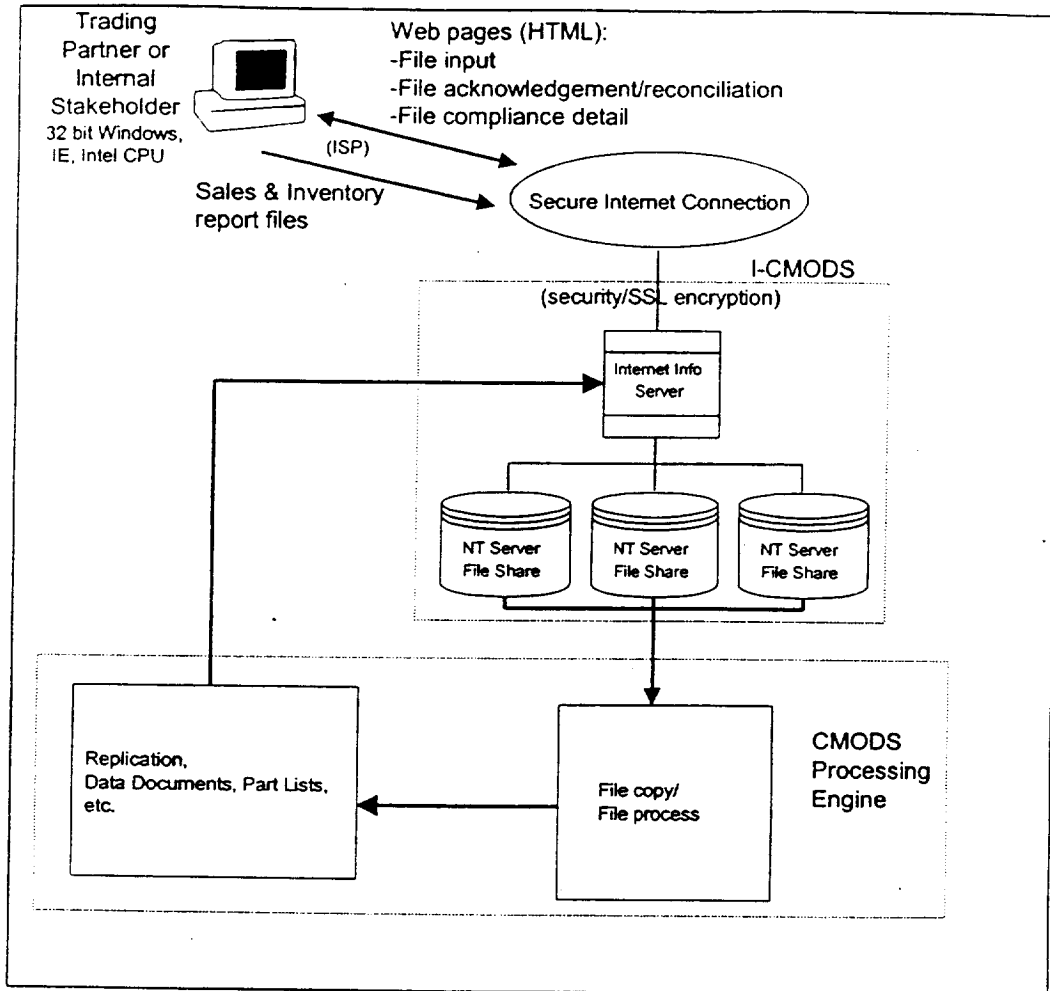 Trading
Partner or
Internal
Stakeholder
32 bit Windows,
IE, Intel CPU
Web pages (HTML):
-File input
-File acknowledgement/reconciliation
-File compliance detail
(ISP)
Sales & Inventory
report files
Secure Internet Connection
I-CMODS
(security/SSL encryption)
Internet Info
Server
NT Server
File Share
NT Server
File Share
NT Server
File Share
Replication,
Data Documents, Part Lists,
etc.
File copy/
File process
CMODS
Processing
Engine